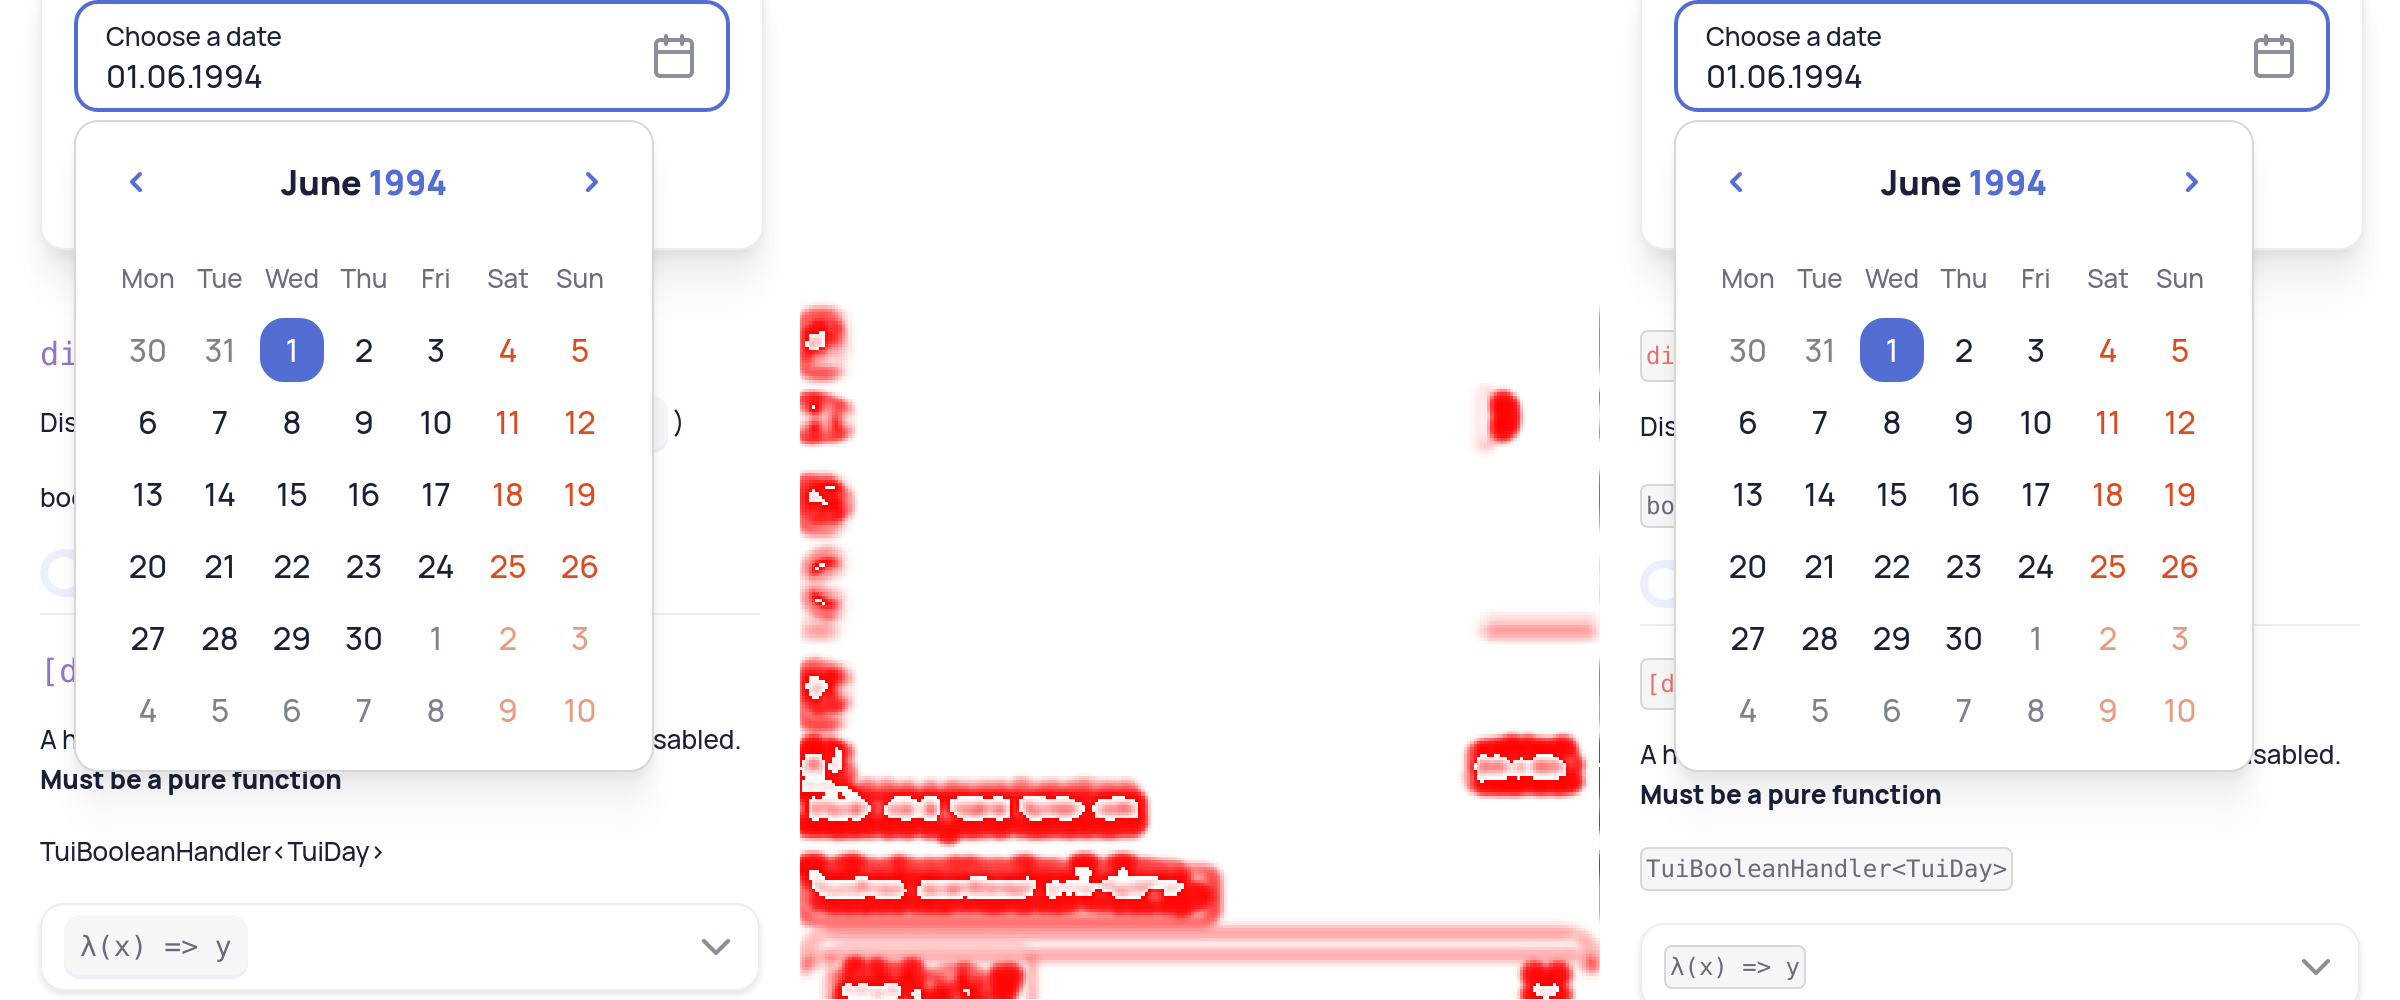 Choose a date
01.06.1994
June 1994
Mon Tue Wed Thu Fri Sat Sun
30 31 1 2 3 4 5
6 7 8 9 10 11 12
13 14 15 16 17 18 19
20 21 22 23 24 25 26
27 28 29 30 1 2 3
4 5 6 7 8 9 10
di
Dis )
boo
[d
A h sabled.
Must be a pure function
TuiBooleanHandler<TuiDay>
λ(x) => y
Choose a date
01.06.1994
June 1994
Mon Tue Wed Thu Fri Sat Sun
30 31 1 2 3 4 5
6 7 8 9 10 11 12
13 14 15 16 17 18 19
20 21 22 23 24 25 26
27 28 29 30 1 2 3
4 5 6 7 8 9 10
di
Dis
bo
[d
A h sabled.
Must be a pure function
TuiBooleanHandler<TuiDay>
λ(x) => y